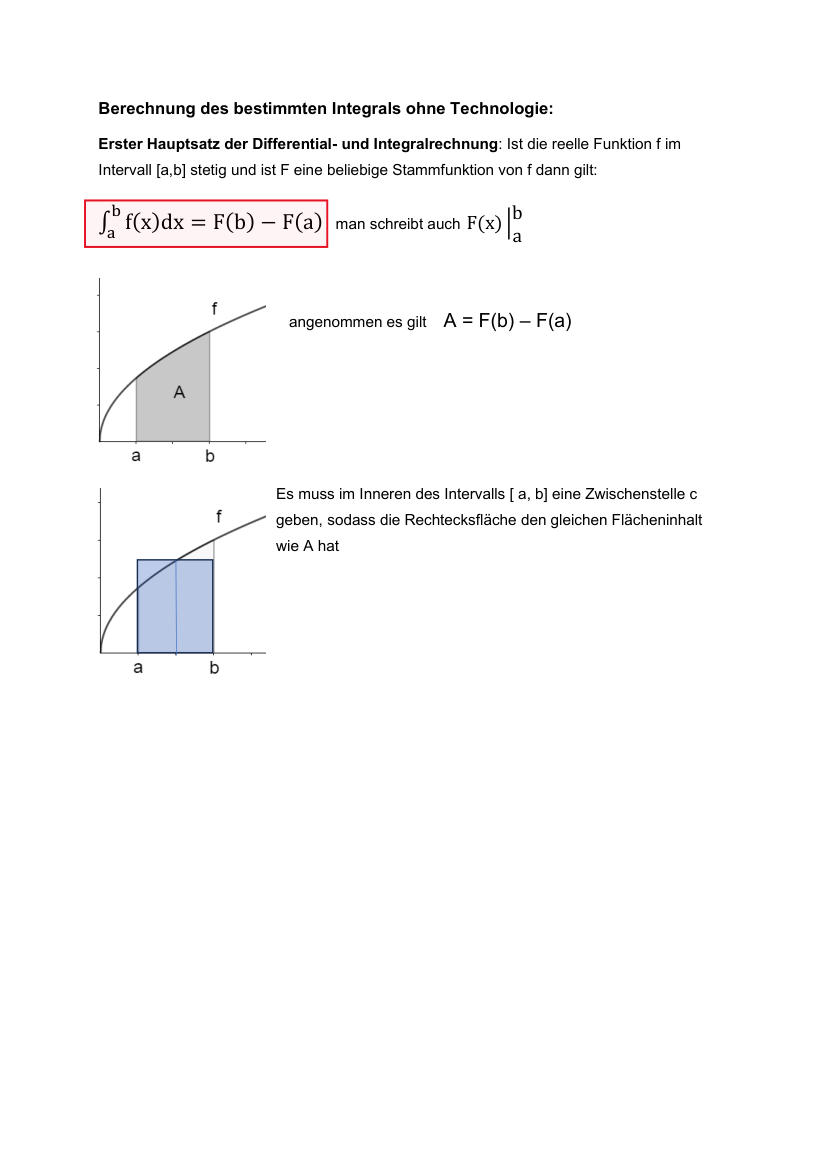 Berechnung des bestimmten Integrals ohne Technologie:
Erster Hauptsatz der Differential- und Integralrechnung: Ist die reelle Funktion f im
Intervall [a,b] stetig und ist F eine beliebige Stammfunktion von f dann gilt:
∫_a^b f(x)dx = F(b) − F(a) man schreibt auch F(x) |_a^b
f
angenommen es gilt A = F(b) – F(a)
A
a b
Es muss im Inneren des Intervalls [ a, b] eine Zwischenstelle c
f
geben, sodass die Rechtecksfläche den gleichen Flächeninhalt
wie A hat
a b